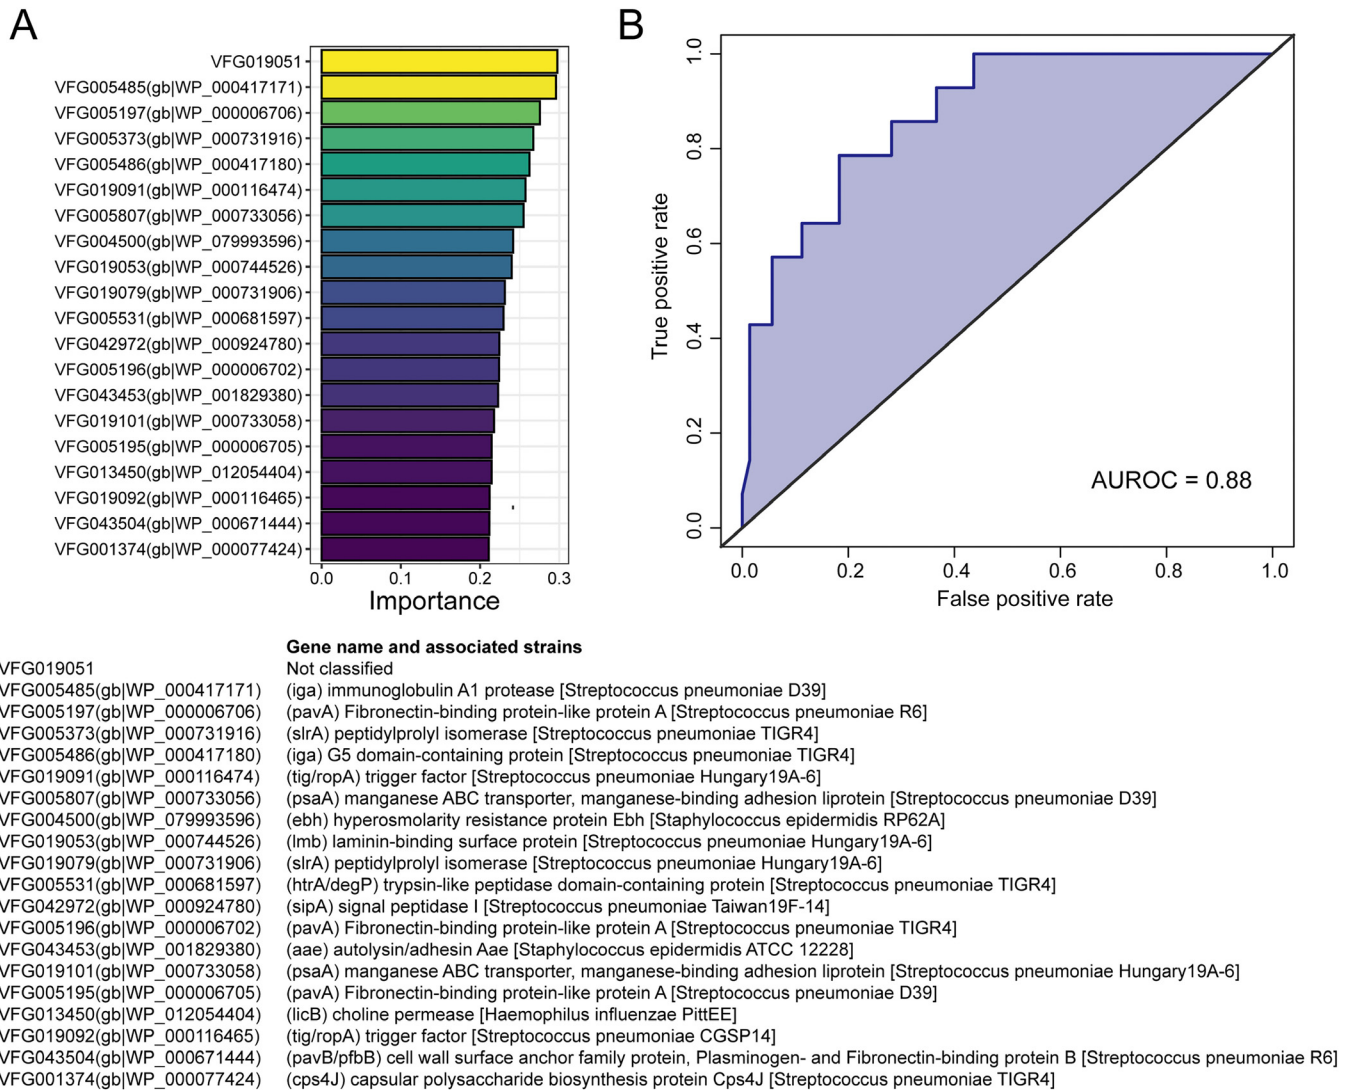 A
VFG019051
VFG005485(gb|WP_000417171)
VFG005197(gb|WP_000006706)
VFG005373(gb|WP_000731916)
VFG005486(gb|WP_000417180)
VFG019091(gb|WP_000116474)
VFG005807(gb|WP_000733056)
VFG004500(gb|WP_079993596)
VFG019053(gb|WP_000744526)
VFG019079(gb|WP_000731906)
VFG005531(gb|WP_000681597)
VFG042972(gb|WP_000924780)
VFG005196(gb|WP_000006702)
VFG043453(gb|WP_001829380)
VFG019101(gb|WP_000733058)
VFG005195(gb|WP_000006705)
VFG013450(gb|WP_012054404)
VFG019092(gb|WP_000116465)
VFG043504(gb|WP_000671444)
VFG001374(gb|WP_000077424)
0.0 0.1 0.2 0.3
Importance
B
True positive rate
1.0
0.8
0.6
0.4
0.2
0.0
AUROC = 0.88
0.0 0.2 0.4 0.6 0.8 1.0
False positive rate
Gene name and associated strains
VFG019051 Not classified
VFG005485(gb|WP_000417171) (iga) immunoglobulin A1 protease [Streptococcus pneumoniae D39]
VFG005197(gb|WP_000006706) (pavA) Fibronectin-binding protein-like protein A [Streptococcus pneumoniae R6]
VFG005373(gb|WP_000731916) (slrA) peptidylprolyl isomerase [Streptococcus pneumoniae TIGR4]
VFG005486(gb|WP_000417180) (iga) G5 domain-containing protein [Streptococcus pneumoniae TIGR4]
VFG019091(gb|WP_000116474) (tig/ropA) trigger factor [Streptococcus pneumoniae Hungary19A-6]
VFG005807(gb|WP_000733056) (psaA) manganese ABC transporter, manganese-binding adhesion liprotein [Streptococcus pneumoniae D39]
VFG004500(gb|WP_079993596) (ebh) hyperosmolarity resistance protein Ebh [Staphylococcus epidermidis RP62A]
VFG019053(gb|WP_000744526) (lmb) laminin-binding surface protein [Streptococcus pneumoniae Hungary19A-6]
VFG019079(gb|WP_000731906) (slrA) peptidylprolyl isomerase [Streptococcus pneumoniae Hungary19A-6]
VFG005531(gb|WP_000681597) (htrA/degP) trypsin-like peptidase domain-containing protein [Streptococcus pneumoniae TIGR4]
VFG042972(gb|WP_000924780) (sipA) signal peptidase I [Streptococcus pneumoniae Taiwan19F-14]
VFG005196(gb|WP_000006702) (pavA) Fibronectin-binding protein-like protein A [Streptococcus pneumoniae TIGR4]
VFG043453(gb|WP_001829380) (aae) autolysin/adhesin Aae [Staphylococcus epidermidis ATCC 12228]
VFG019101(gb|WP_000733058) (psaA) manganese ABC transporter, manganese-binding adhesion liprotein [Streptococcus pneumoniae Hungary19A-6]
VFG005195(gb|WP_000006705) (pavA) Fibronectin-binding protein-like protein A [Streptococcus pneumoniae D39]
VFG013450(gb|WP_012054404) (licB) choline permease [Haemophilus influenzae PittEE]
VFG019092(gb|WP_000116465) (tig/ropA) trigger factor [Streptococcus pneumoniae CGSP14]
VFG043504(gb|WP_000671444) (pavB/pfbB) cell wall surface anchor family protein, Plasminogen- and Fibronectin-binding protein B [Streptococcus pneumoniae R6]
VFG001374(gb|WP_000077424) (cps4J) capsular polysaccharide biosynthesis protein Cps4J [Streptococcus pneumoniae TIGR4]